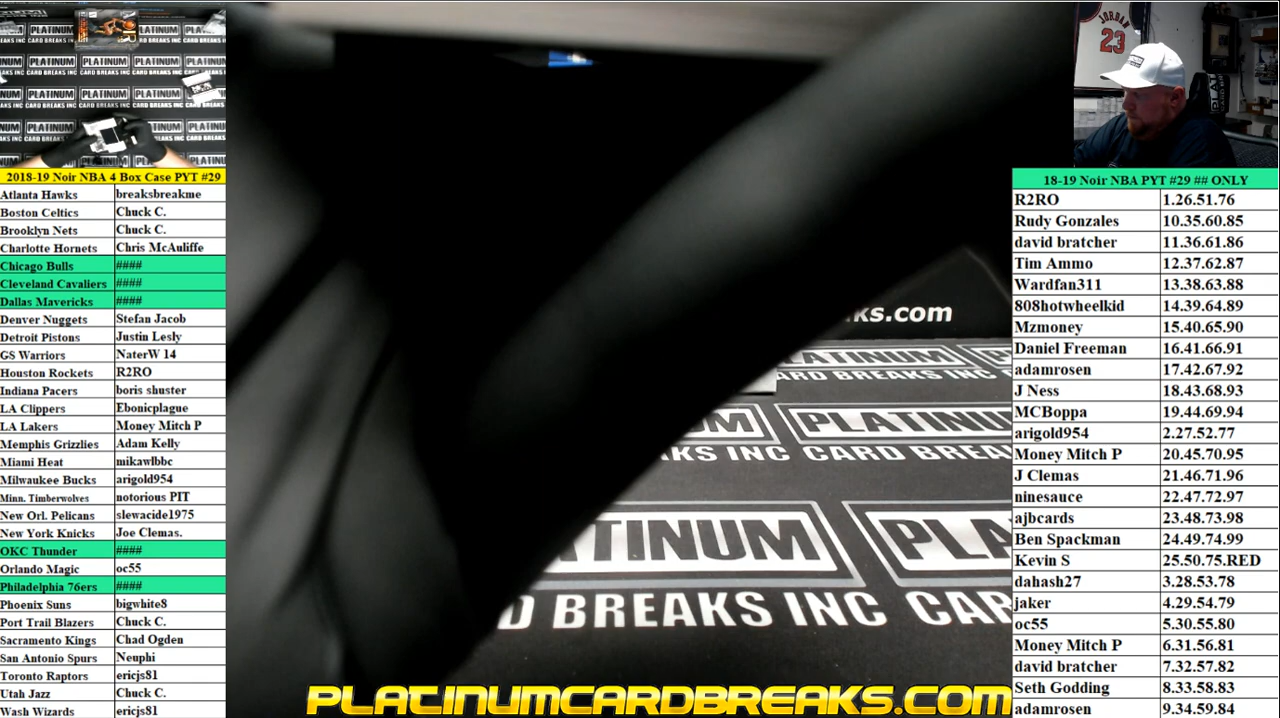 PLATINUM
CARD BREAKS INC
JORDAN
23
2018-19 Noir NBA 4 Box Case PYT #29
Atlanta Hawks breaksbreakme
Boston Celtics Chuck C.
Brooklyn Nets Chuck C.
Charlotte Hornets Chris McAuliffe
Chicago Bulls ####
Cleveland Cavaliers ####
Dallas Mavericks ####
Denver Nuggets Stefan Jacob
Detroit Pistons Justin Lesly
GS Warriors NaterW 14
Houston Rockets R2RO
Indiana Pacers boris shuster
LA Clippers Ebonicplague
LA Lakers Money Mitch P
Memphis Grizzlies Adam Kelly
Miami Heat mikawlbbc
Milwaukee Bucks arigold954
Minn. Timberwolves notorious PIT
New Orl. Pelicans slewacide1975
New York Knicks Joe Clemas.
OKC Thunder ####
Orlando Magic oc55
Philadelphia 76ers ####
Phoenix Suns bigwhite8
Port Trail Blazers Chuck C.
Sacramento Kings Chad Ogden
San Antonio Spurs Neuphi
Toronto Raptors ericjs81
Utah Jazz Chuck C.
Wash Wizards ericjs81
ks.com
PLATINUM
CARD BREAKS INC
PLATINUM
CARD BREAKS INC
PLATINUMCARDBREAKS.COM
18-19 Noir NBA PYT #29 ## ONLY
R2RO 1.26.51.76
Rudy Gonzales 10.35.60.85
david bratcher 11.36.61.86
Tim Ammo 12.37.62.87
Wardfan311 13.38.63.88
808hotwheelkid 14.39.64.89
Mzmoney 15.40.65.90
Daniel Freeman 16.41.66.91
adamrosen 17.42.67.92
J Ness 18.43.68.93
MCBoppa 19.44.69.94
arigold954 2.27.52.77
Money Mitch P 20.45.70.95
J Clemas 21.46.71.96
ninesauce 22.47.72.97
ajbcards 23.48.73.98
Ben Spackman 24.49.74.99
Kevin S 25.50.75.RED
dahash27 3.28.53.78
jaker 4.29.54.79
oc55 5.30.55.80
Money Mitch P 6.31.56.81
david bratcher 7.32.57.82
Seth Godding 8.33.58.83
adamrosen 9.34.59.84